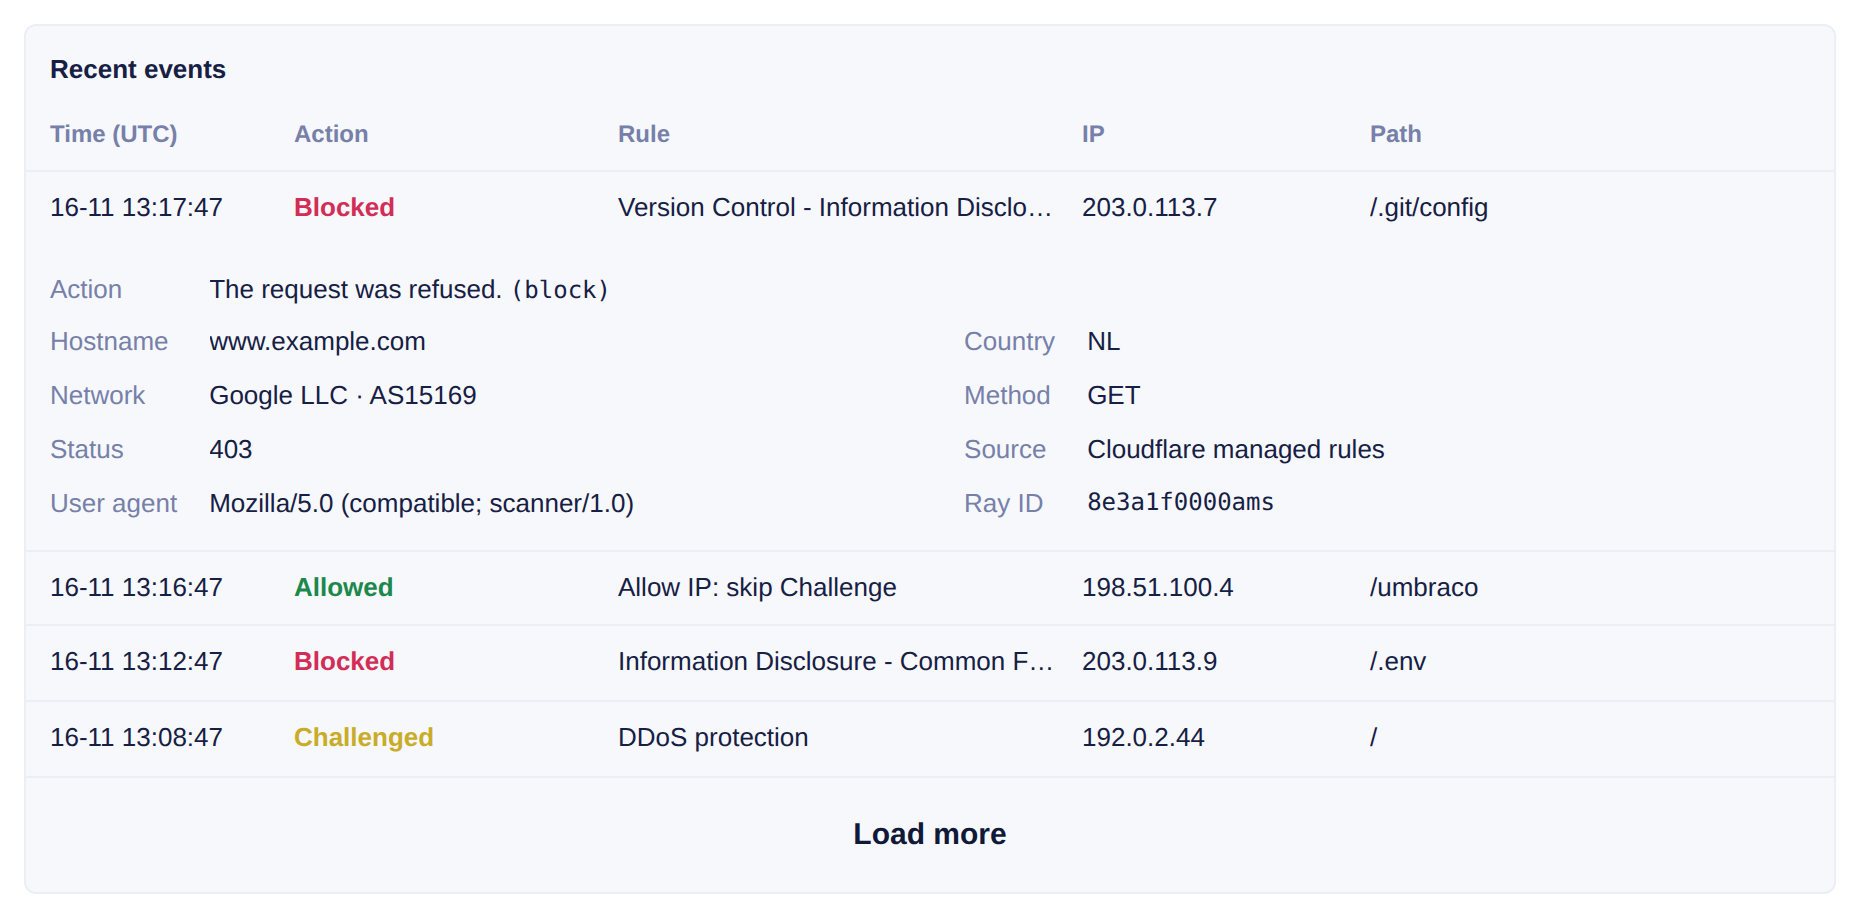 Recent events
Time (UTC) Action Rule IP Path
16-11 13:17:47 Blocked Version Control - Information Disclo… 203.0.113.7 /.git/config
Action The request was refused. (block)
Hostname www.example.com Country NL
Network Google LLC · AS15169 Method GET
Status 403 Source Cloudflare managed rules
User agent Mozilla/5.0 (compatible; scanner/1.0) Ray ID 8e3a1f0000ams
16-11 13:16:47 Allowed Allow IP: skip Challenge 198.51.100.4 /umbraco
16-11 13:12:47 Blocked Information Disclosure - Common F… 203.0.113.9 /.env
16-11 13:08:47 Challenged DDoS protection 192.0.2.44 /
Load more